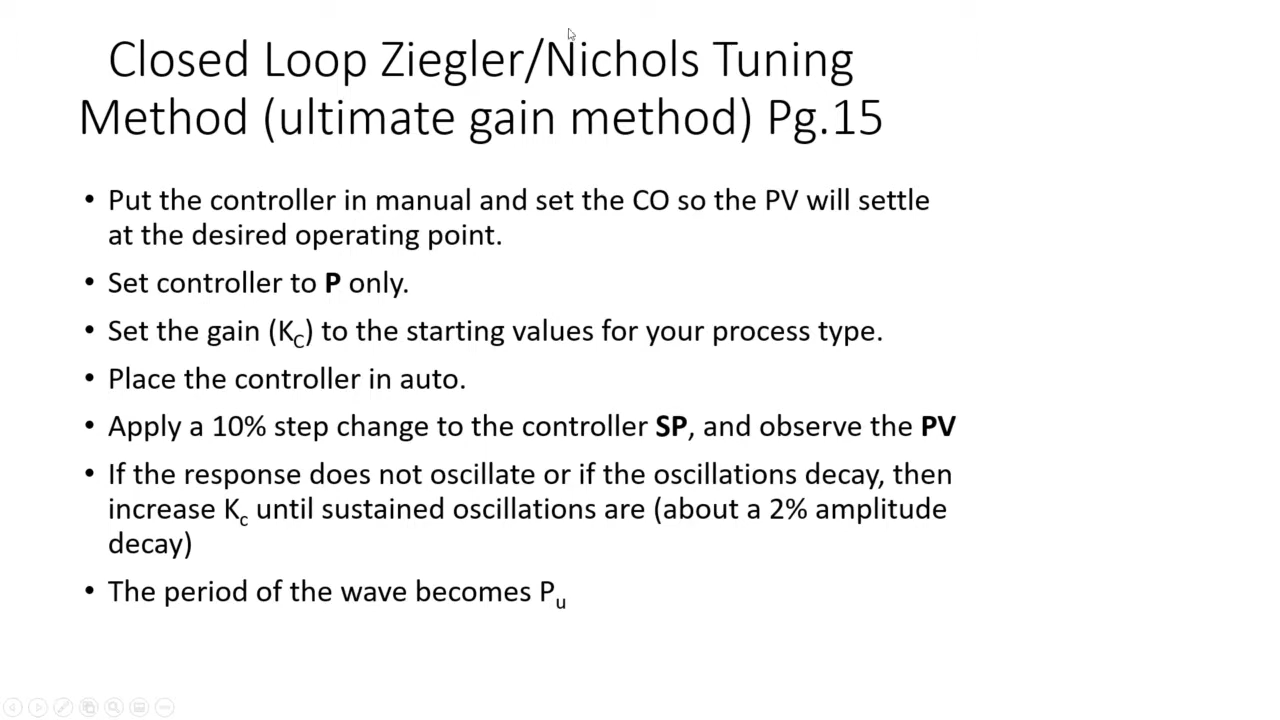 Closed Loop Ziegler/Nichols Tuning
Method (ultimate gain method) Pg.15
• Put the controller in manual and set the CO so the PV will settle
at the desired operating point.
• Set controller to P only.
• Set the gain (KC) to the starting values for your process type.
• Place the controller in auto.
• Apply a 10% step change to the controller SP, and observe the PV
• If the response does not oscillate or if the oscillations decay, then
increase Kc until sustained oscillations are (about a 2% amplitude
decay)
• The period of the wave becomes Pu